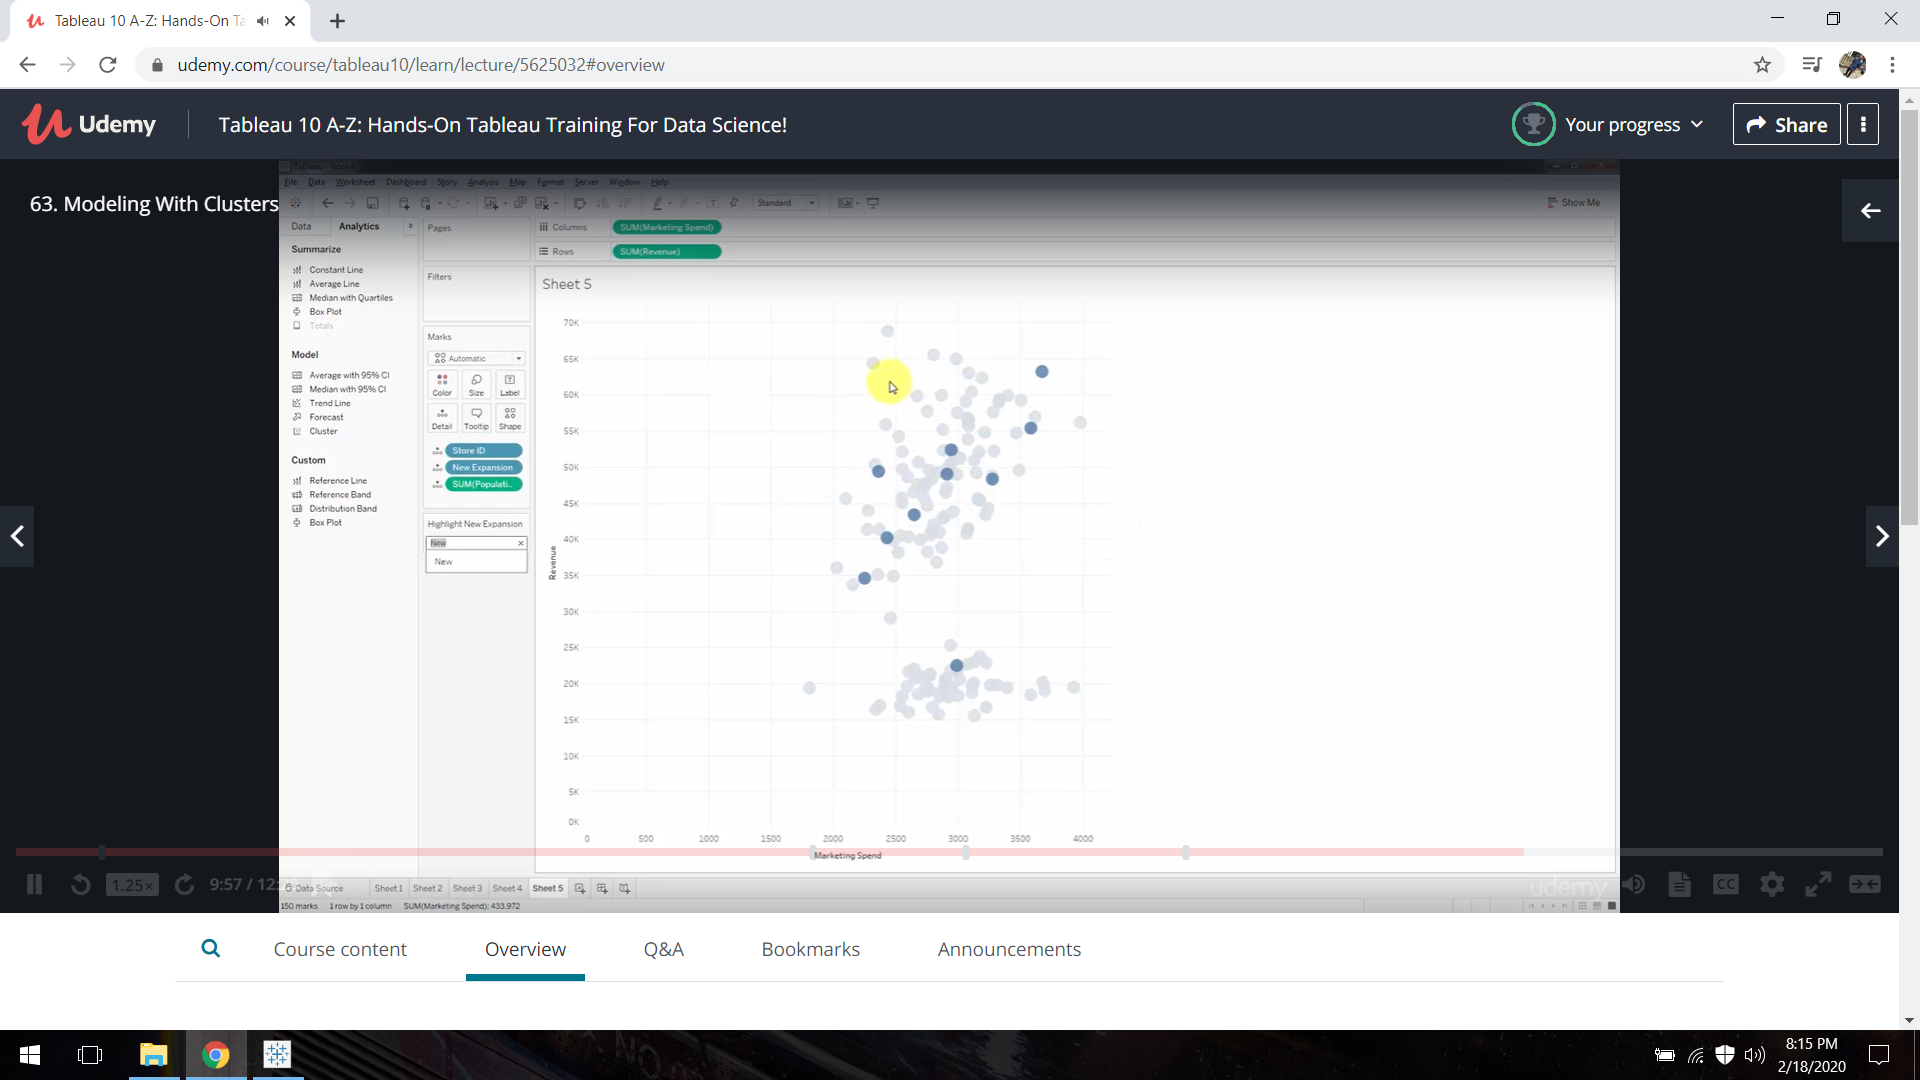 Tableau 10 A-Z: Hands-On Ta
udemy.com/course/tableau10/learn/lecture/5625032#overview
Udemy
Tableau 10 A-Z: Hands-On Tableau Training For Data Science!
Your progress
Share
63. Modeling With Clusters
File Data Worksheet Dashboard Story Analysis Map Format Server Window Help
Standard
Show Me
Data Analytics
Pages
Columns SUM(Marketing Spend)
Rows SUM(Revenue)
Summarize
Constant Line
Average Line
Median with Quartiles
Box Plot
Totals
Model
Average with 95% CI
Median with 95% CI
Trend Line
Forecast
Cluster
Custom
Reference Line
Reference Band
Distribution Band
Box Plot
Filters
Marks
Automatic
Color Size Label
Detail Tooltip Shape
Store ID
New Expansion
SUM(Populati..
Highlight New Expansion
New
New
Sheet 5
70K
65K
60K
55K
50K
45K
40K
35K
30K
25K
20K
15K
10K
5K
0K
Revenue
0 500 1000 1500 2000 2500 3000 3500 4000
Marketing Spend
1.25×
9:57 / 12:
Data Source Sheet 1 Sheet 2 Sheet 3 Sheet 4 Sheet 5
udemy
CC
150 marks 1 row by 1 column SUM(Marketing Spend): 433,972
Course content Overview Q&A Bookmarks Announcements
8:15 PM
2/18/2020